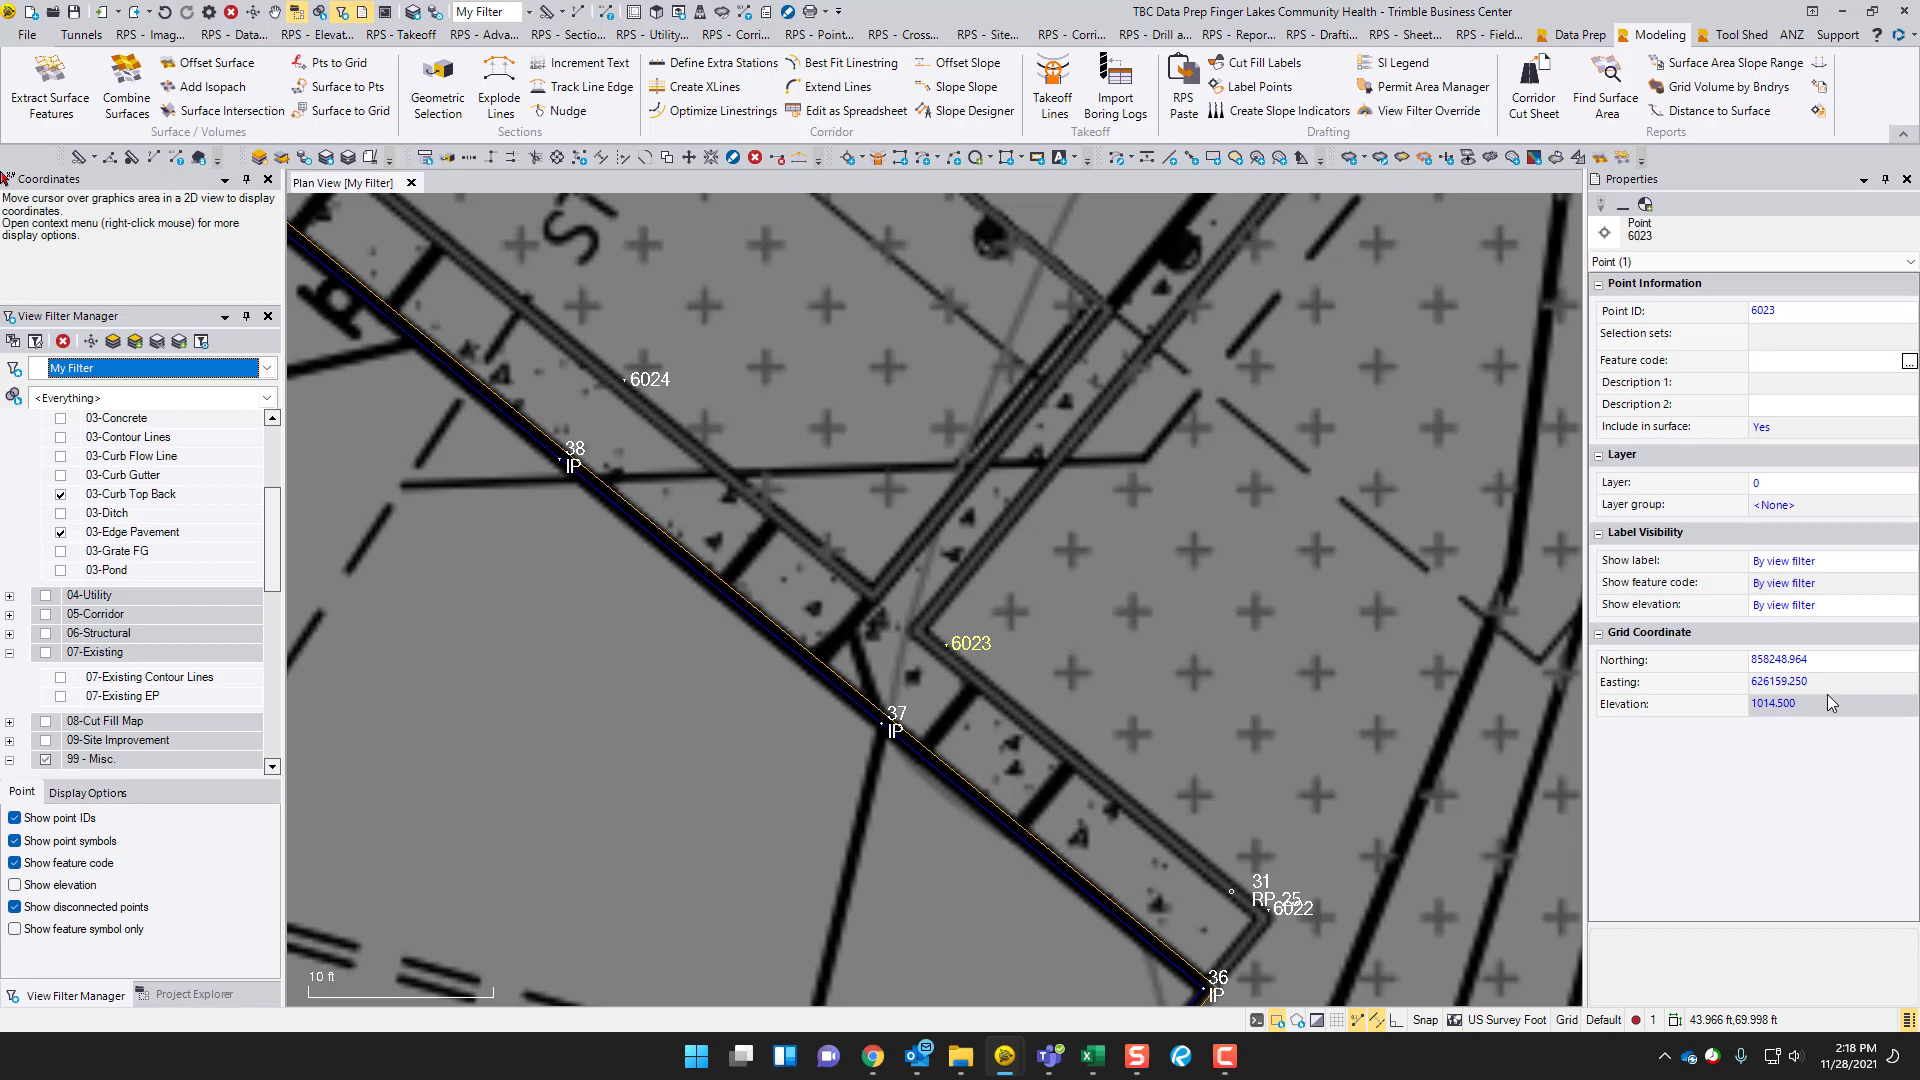 My Filter
TBC Data Prep Finger Lakes Community Health - Trimble Business Center
File
Tunnels
RPS - Imag...
RPS - Data...
RPS - Elevat...
RPS - Takeoff
RPS - Adva...
RPS - Sectio...
RPS - Utility...
RPS - Corri...
RPS - Point...
RPS - Cross...
RPS - Site...
RPS - Corri...
RPS - Drill a...
RPS - Repor...
RPS - Drafti...
RPS - Sheet...
RPS - Field...
Data Prep
Modeling
Tool Shed
ANZ
Support
Extract Surface Features
Combine Surfaces
Offset Surface
Add Isopach
Surface Intersection
Pts to Grid
Surface to Pts
Surface to Grid
Surface / Volumes
Geometric Selection
Explode Lines
Increment Text
Track Line Edge
Nudge
Sections
Define Extra Stations
Create XLines
Optimize Linestrings
Best Fit Linestring
Extend Lines
Edit as Spreadsheet
Offset Slope
Slope Slope
Slope Designer
Corridor
Takeoff Lines
Import Boring Logs
Takeoff
RPS Paste
Cut Fill Labels
Label Points
Create Slope Indicators
SI Legend
Permit Area Manager
View Filter Override
Drafting
Corridor Cut Sheet
Find Surface Area
Surface Area Slope Range
Grid Volume by Bndrys
Distance to Surface
Reports
Coordinates
Move cursor over graphics area in a 2D view to display
coordinates.
Open context menu (right-click mouse) for more
display options.
View Filter Manager
My Filter
<Everything>
03-Concrete
03-Contour Lines
03-Curb Flow Line
03-Curb Gutter
03-Curb Top Back
03-Ditch
03-Edge Pavement
03-Grate FG
03-Pond
04-Utility
05-Corridor
06-Structural
07-Existing
07-Existing Contour Lines
07-Existing EP
08-Cut Fill Map
09-Site Improvement
99 - Misc.
Point
Display Options
Show point IDs
Show point symbols
Show feature code
Show elevation
Show disconnected points
Show feature symbol only
View Filter Manager
Project Explorer
Plan View [My Filter]
6024
38
IP
6023
37
IP
31
RP 25
6022
36
IP
10 ft
Properties
Point
6023
Point (1)
Point Information
Point ID: 6023
Selection sets:
Feature code:
Description 1:
Description 2:
Include in surface: Yes
Layer
Layer: 0
Layer group: <None>
Label Visibility
Show label: By view filter
Show feature code: By view filter
Show elevation: By view filter
Grid Coordinate
Northing: 858248.964
Easting: 626159.250
Elevation: 1014.500
Snap
US Survey Foot
Grid
Default
1
43.966 ft,69.998 ft
2:18 PM
11/28/2021